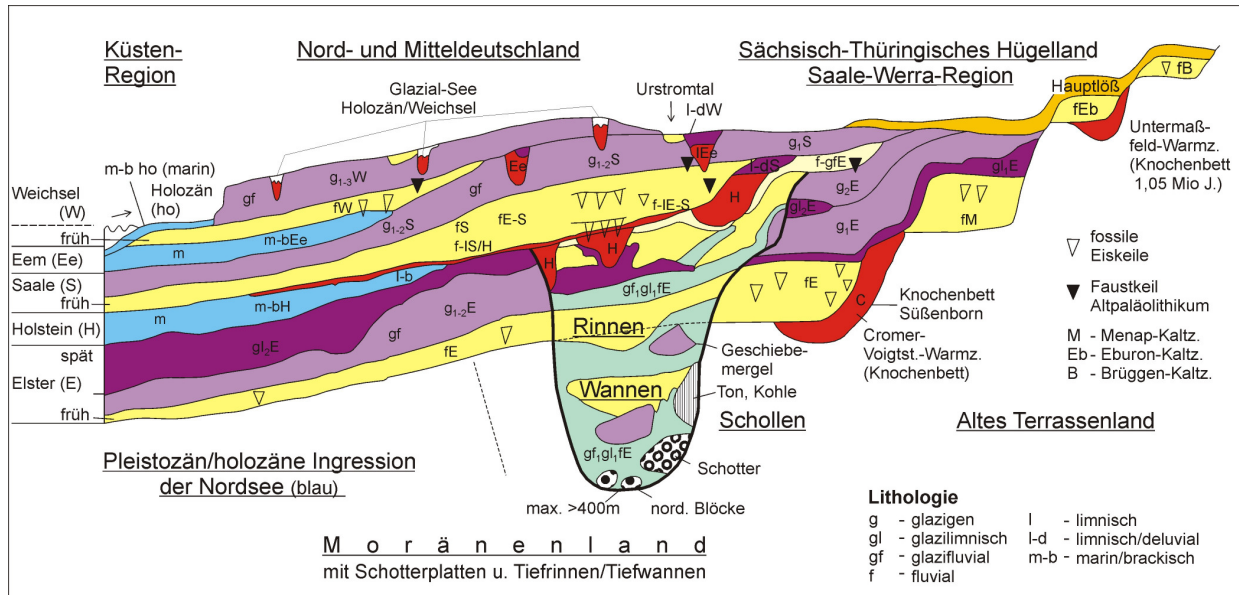 Küsten-
Region
Nord- und Mitteldeutschland
Sächsisch-Thüringisches Hügelland
Saale-Werra-Region
Glazial-See
Holozän/Weichsel
Urstromtal
l-dW
Hauptlöß
fB
fEb
Untermaß-
feld-Warmz.
(Knochenbett
1,05 Mio J.)
m-b ho (marin)
Holozän
(ho)
Weichsel
(W)
früh
Eem (Ee)
Saale (S)
früh
Holstein (H)
spät
Elster (E)
früh
gf
g1-3W
fW
m-bEe
m
g1-2S
gf
Ee
g1-2S
lEe
g1S
l-dS
f-gfE
fE-S
f-lE-S
fS
f-lS/H
H
H
H
l-b
m-bH
m
gl2E
gf
g1-2E
fE
gf1gl1fE
g2E
gl2E
g1E
gl1E
fM
fE
C
Rinnen
Wannen
gf1gl1fE
Geschiebe-
mergel
Ton, Kohle
Schollen
Schotter
max. >400m
nord. Blöcke
Knochenbett
Süßenborn
Cromer-
Voigtst.-Warmz.
(Knochenbett)
fossile
Eiskeile
Faustkeil
Altpaläolithikum
M - Menap-Kaltz.
Eb - Eburon-Kaltz.
B - Brüggen-Kaltz.
Altes Terrassenland
Pleistozän/holozäne Ingression
der Nordsee (blau)
Moränenland
mit Schotterplatten u. Tiefrinnen/Tiefwannen
Lithologie
g - glazigen
gl - glazilimnisch
gf - glazifluvial
f - fluvial
l - limnisch
l-d - limnisch/deluvial
m-b - marin/brackisch